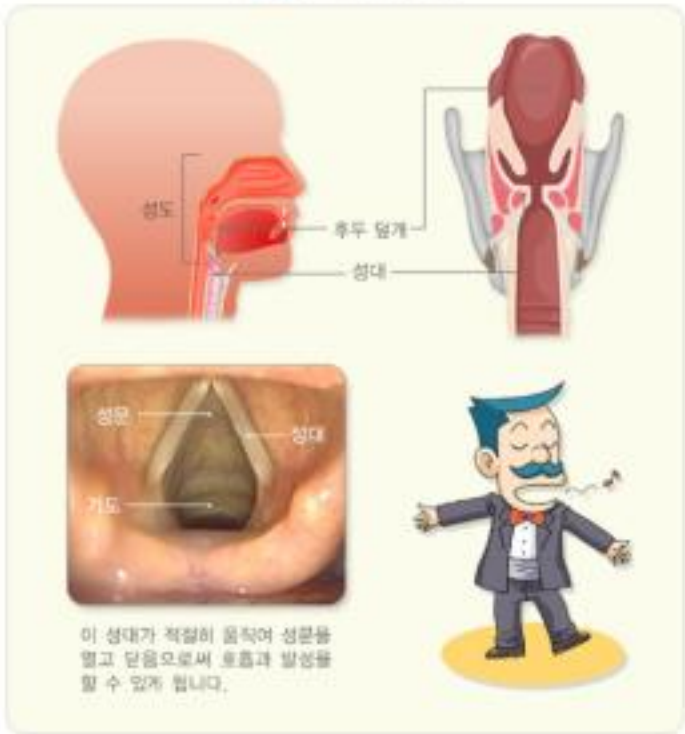 성도
후두 덮개
성대
성문
성대
기도
이 성대가 적절히 움직여 성문을
열고 닫음으로써 호흡과 발성을
할 수 있게 됩니다.